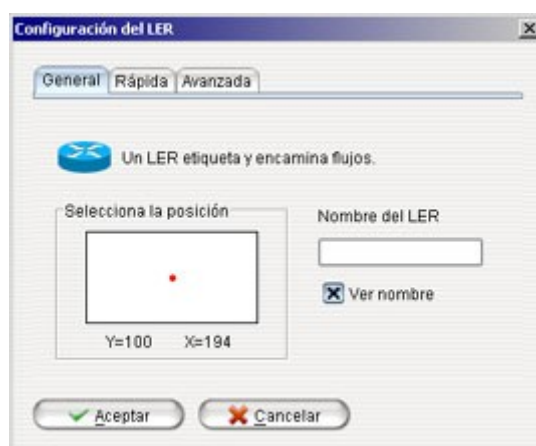 Configuración del LER
General Rápida Avanzada
Un LER etiqueta y encamina flujos.
Selecciona la posición
Y=100 X=194
Nombre del LER
Ver nombre
Aceptar Cancelar